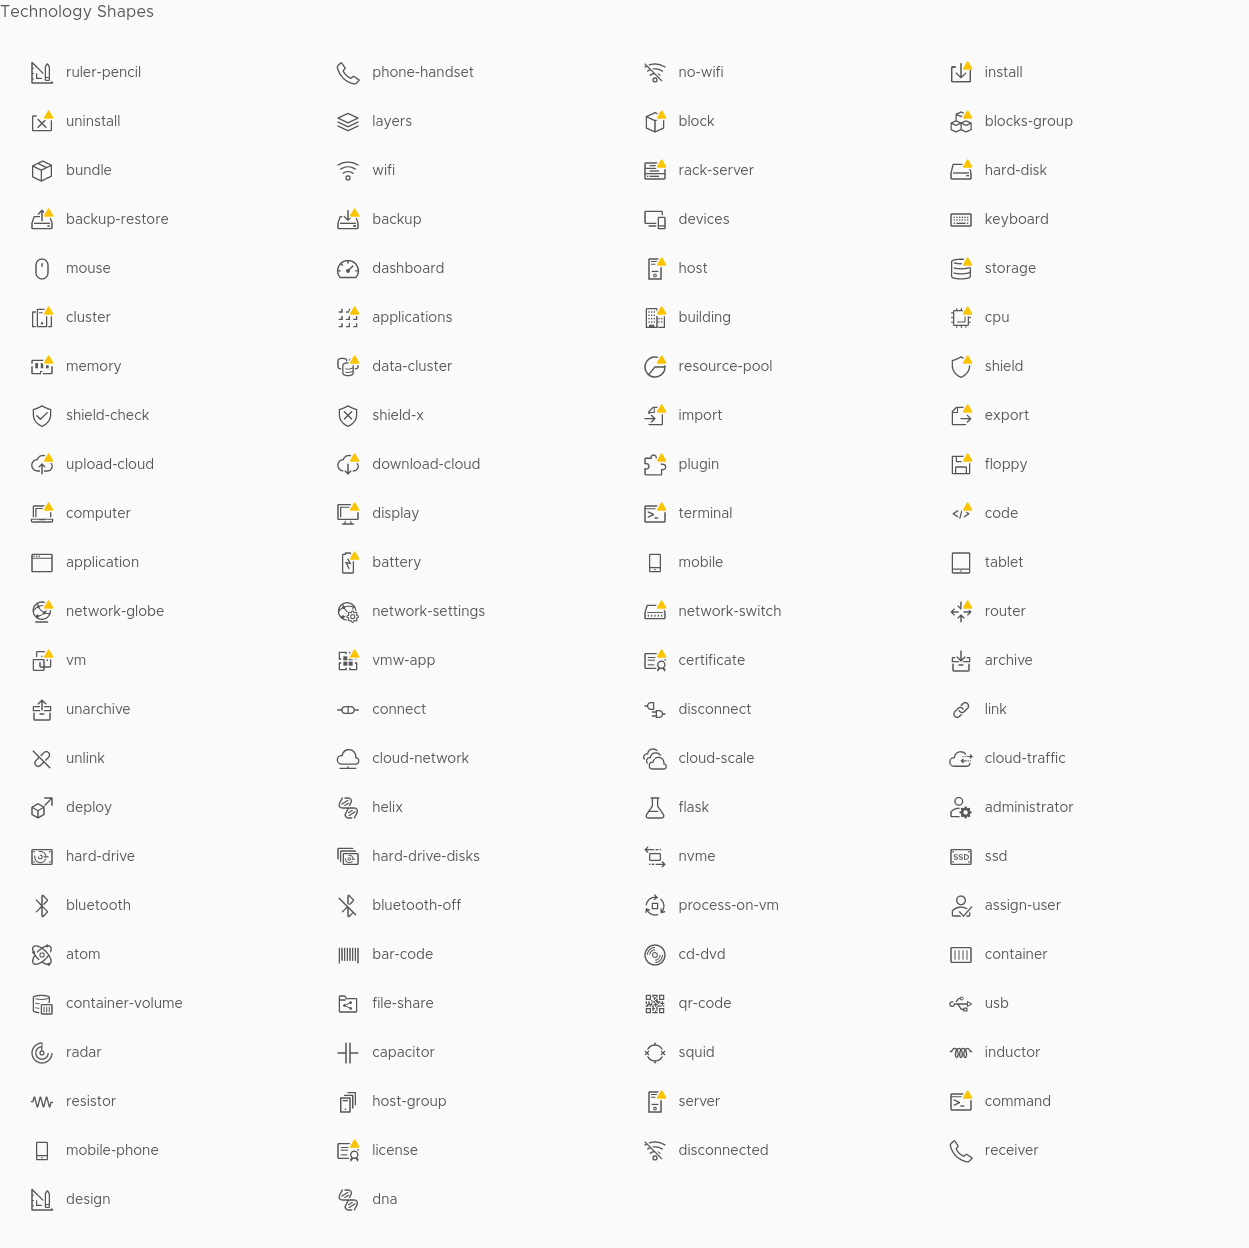 Technology Shapes
ruler-pencil phone-handset no-wifi install
uninstall layers block blocks-group
bundle wifi rack-server hard-disk
backup-restore backup devices keyboard
mouse dashboard host storage
cluster applications building cpu
memory data-cluster resource-pool shield
shield-check shield-x import export
upload-cloud download-cloud plugin floppy
computer display terminal code
application battery mobile tablet
network-globe network-settings network-switch router
vm vmw-app certificate archive
unarchive connect disconnect link
unlink cloud-network cloud-scale cloud-traffic
deploy helix flask administrator
hard-drive hard-drive-disks nvme SSD ssd
bluetooth bluetooth-off process-on-vm assign-user
atom bar-code cd-dvd container
container-volume file-share qr-code usb
radar capacitor squid inductor
resistor host-group server command
mobile-phone license disconnected receiver
design dna